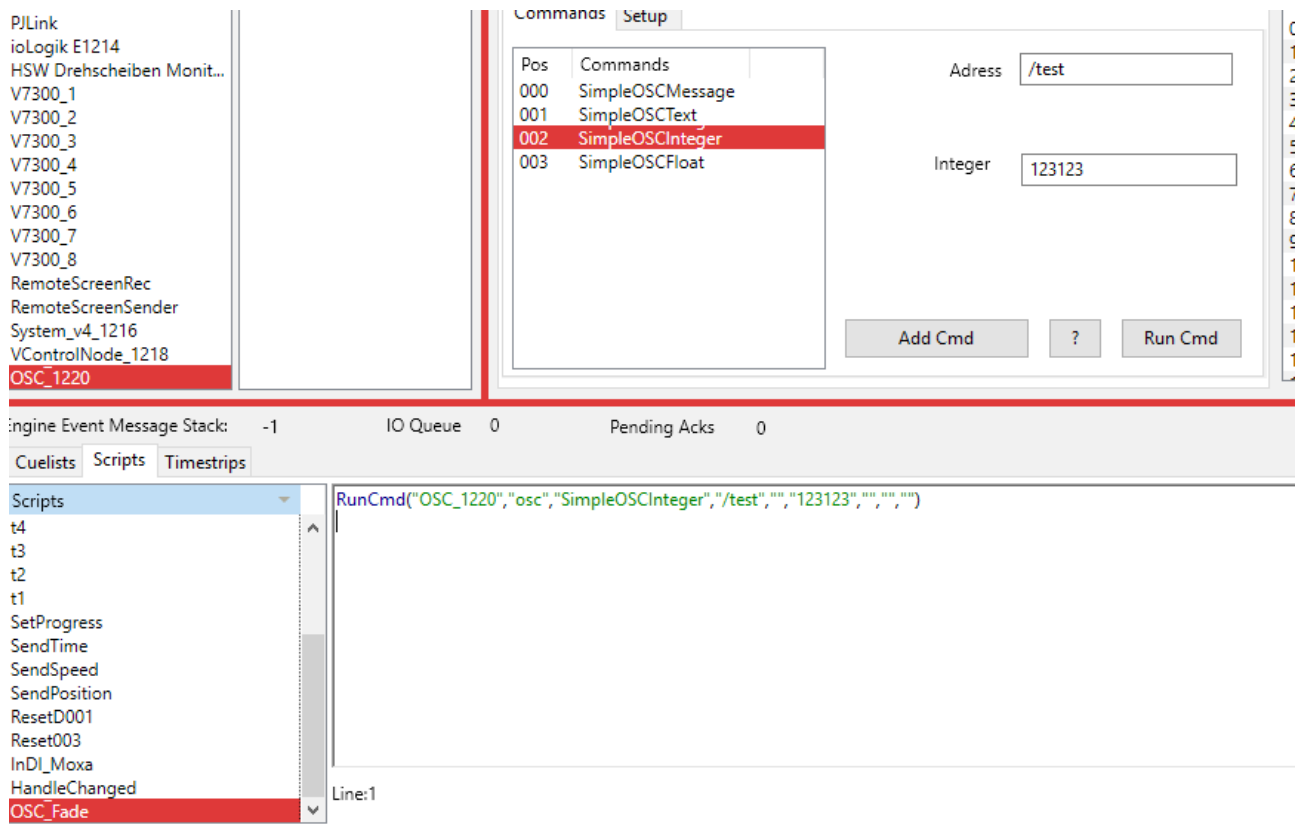 PJLink
ioLogik E1214
HSW Drehscheiben Monit...
V7300_1
V7300_2
V7300_3
V7300_4
V7300_5
V7300_6
V7300_7
V7300_8
RemoteScreenRec
RemoteScreenSender
System_v4_1216
VControlNode_1218
OSC_1220
Commands Setup
Pos Commands
000 SimpleOSCMessage
001 SimpleOSCText
002 SimpleOSCInteger
003 SimpleOSCFloat
Adress /test
Integer 123123
Add Cmd ? Run Cmd
Engine Event Message Stack: -1 IO Queue 0 Pending Acks 0
Cuelists Scripts Timestrips
Scripts
t4
t3
t2
t1
SetProgress
SendTime
SendSpeed
SendPosition
ResetD001
Reset003
InDI_Moxa
HandleChanged
OSC_Fade
RunCmd("OSC_1220","osc","SimpleOSCInteger","/test","","123123","","","")
Line:1